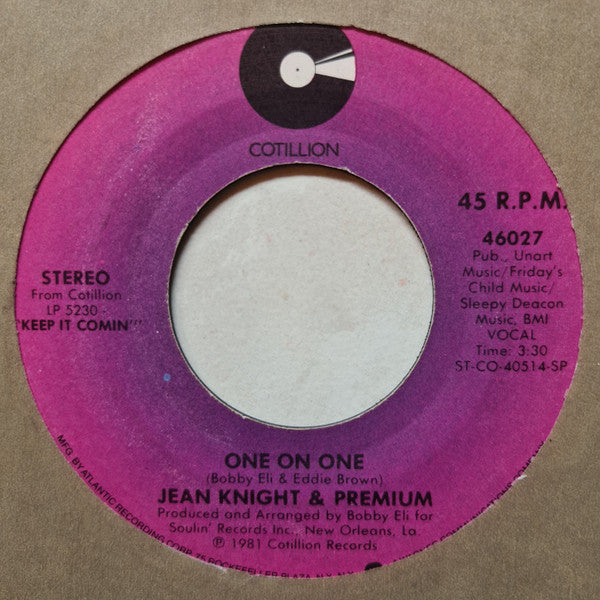 COTILLION
45 R.P.M.
46027
Pub., Unart
Music/Friday's
Child Music/
Sleepy Deacon
Music, BMI
VOCAL
Time: 3:30
ST-CO-40514-SP
STEREO
From Cotillion
LP 5230 -
"KEEP IT COMIN'"
ONE ON ONE
(Bobby Eli & Eddie Brown)
JEAN KNIGHT & PREMIUM
Produced and Arranged by Bobby Eli for
Soulin' Records Inc., New Orleans, La.
℗ 1981 Cotillion Records
MFG. BY ATLANTIC RECORDING CORP. 75 ROCKEFELLER PLAZA, N.Y., N.Y.